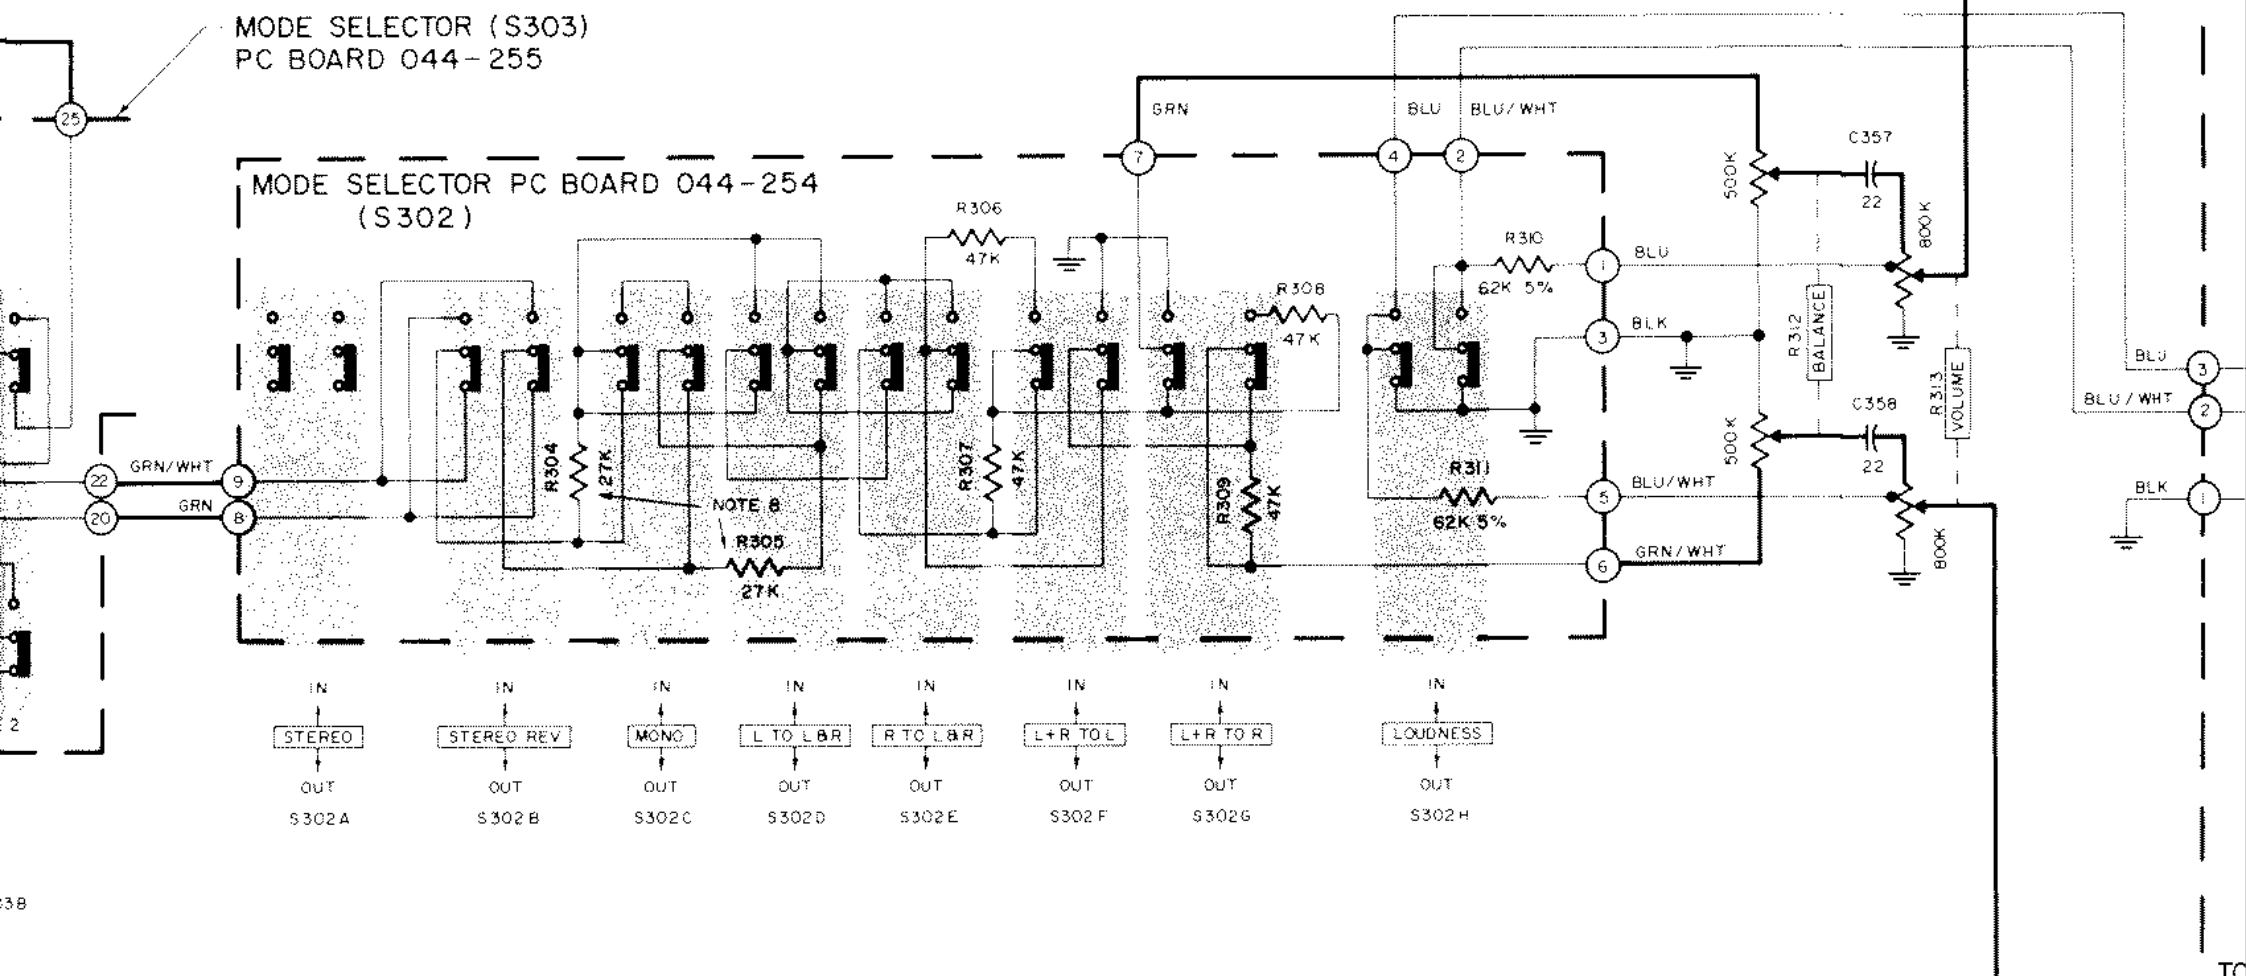 MODE SELECTOR (S303)
PC BOARD 044-255
25
GRN
BLU
BLU/WHT
7
4
2
C357
22
500K
800K
MODE SELECTOR PC BOARD 044-254
(S302)
R306
47K
R308
47K
R310
62K 5%
1
BLU
3
BLK
R312
BALANCE
R313
VOLUME
BLU
3
BLU/WHT
2
BLK
1
C358
22
500K
800K
22
GRN/WHT
9
20
GRN
8
R304
27K
NOTE 8
R305
27K
R307
47K
R309
47K
R311
62K 5%
5
BLU/WHT
6
GRN/WHT
IN IN IN IN IN IN IN IN
STEREO STEREO REV MONO L TO L&R R TO L&R L+R TO L L+R TO R LOUDNESS
OUT OUT OUT OUT OUT OUT OUT OUT
S302A S302B S302C S302D S302E S302F S302G S302H
2
38
TO